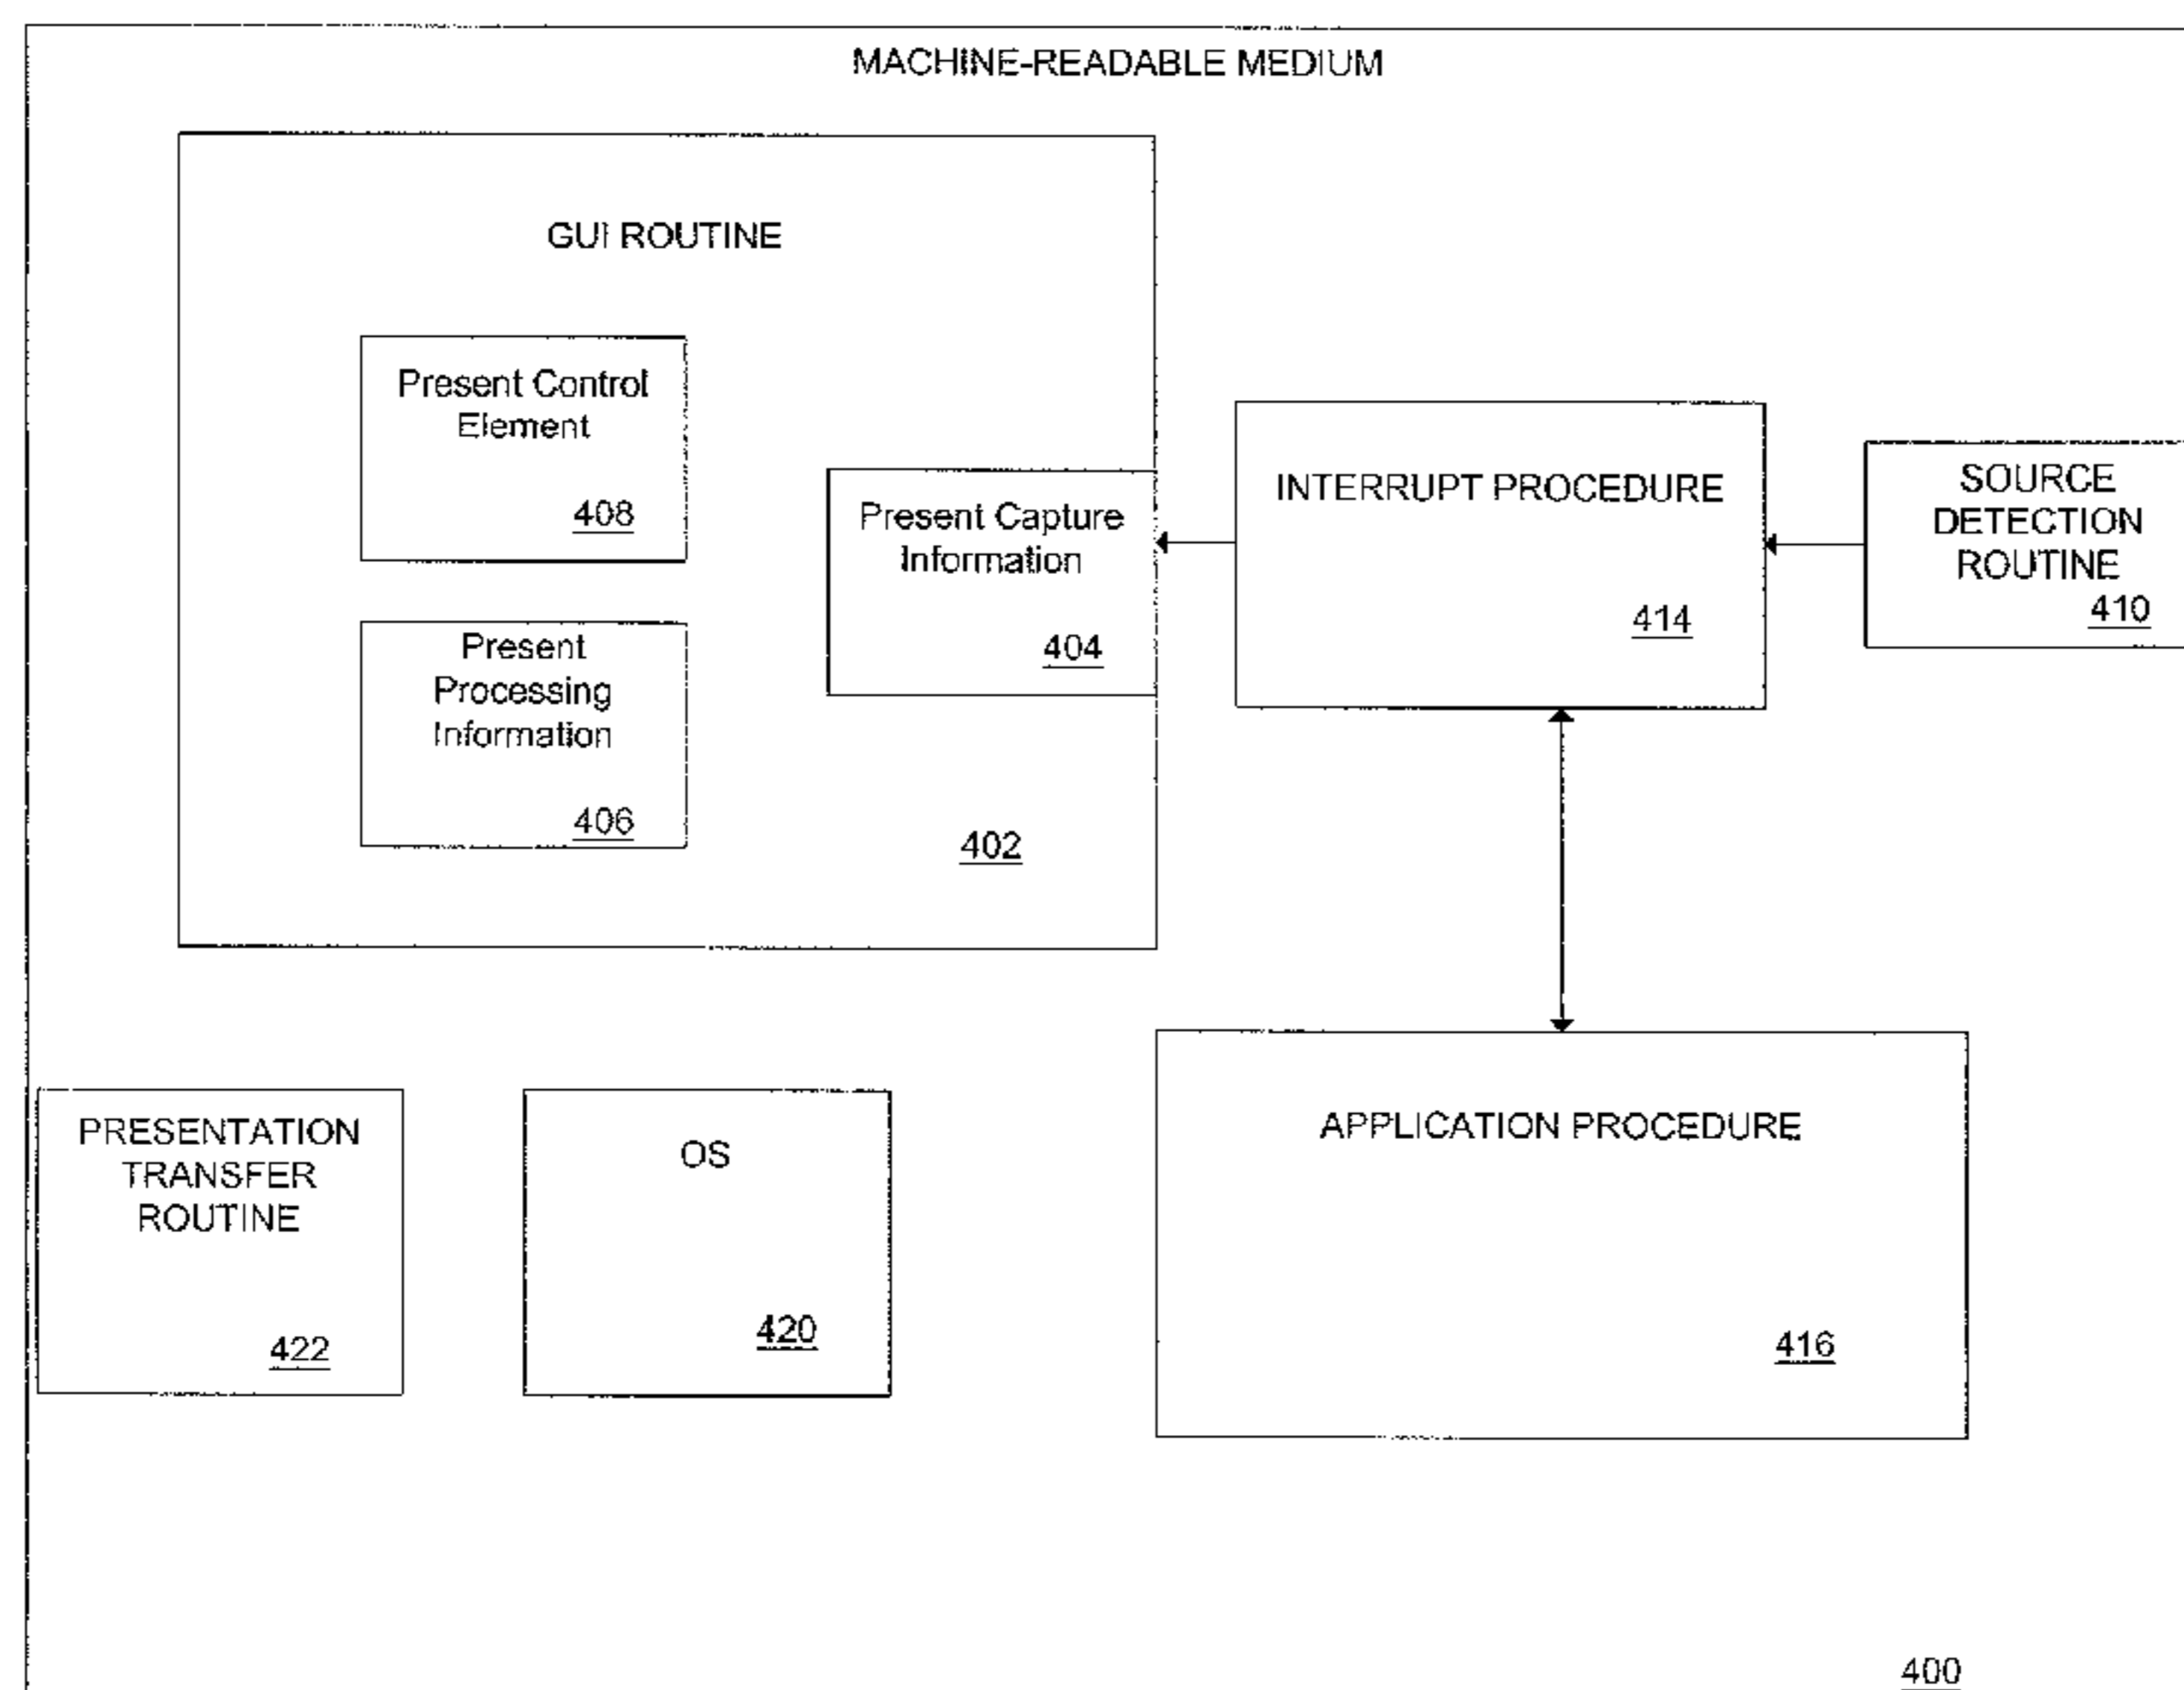 MACHINE-READABLE MEDIUM
GUI ROUTINE
Present Control
Element
408
Present
Processing
Information
406
Present Capture
Information
404
402
INTERRUPT PROCEDURE
414
SOURCE
DETECTION
ROUTINE
410
PRESENTATION
TRANSFER
ROUTINE
422
OS
420
APPLICATION PROCEDURE
416
400